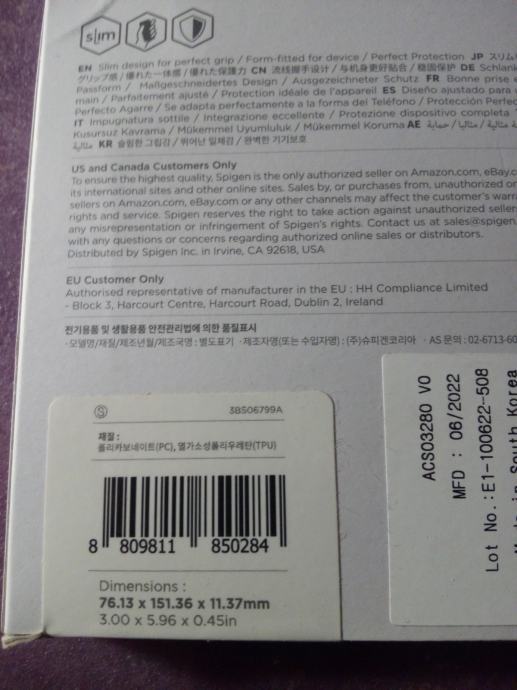 slim
EN Slim design for perfect grip / Form-fitted for device / Perfect Protection JP スリム
グリップ感 / 優れた一体感 / 優れた保護力 CN 流线握手设计 / 与机身更好贴合 / 稳固保护 DE Schlank
Passform / Maßgeschneidertes Design / Ausgezeichneter Schutz FR Bonne prise e
main / Parfaitement ajusté / Protection idéale de l'appareil ES Diseño ajustado para u
Perfecto Agarre / Se adapta perfectamente a la forma del Teléfono / Protección Perfec
IT Impugnatura sottile / Integrazione eccellente / Protezione dispositivo completa
Kusursuz Kavrama / Mükemmel Uyumluluk / Mükemmel Koruma AE
مثالية KR 슬림한 그립감 / 뛰어난 일체감 / 완벽한 기기보호
US and Canada Customers Only
To ensure the highest quality, Spigen is the only authorized seller on Amazon.com, eBay.c
its international sites and other online sites. Sales by, or purchases from, unauthorized or
sellers on Amazon.com, eBay.com or any other channels may affect the customer's warra
rights and service. Spigen reserves the right to take action against unauthorized seller
any misrepresentation or infringement of Spigen's rights. Contact us at sales@spigen.
with any questions or concerns regarding authorized online sales or distributors.
Distributed by Spigen Inc. in Irvine, CA 92618, USA
EU Customer Only
Authorised representative of manufacturer in the EU : HH Compliance Limited
- Block 3, Harcourt Centre, Harcourt Road, Dublin 2, Ireland
전기용품 및 생활용품 안전관리법에 의한 품질표시
·모델명/재질/제조년월/제조국명 : 별도표기 ·제조자명(또는 수입자명) : (주)슈피겐코리아 ·AS문의 : 02-6713-60
S 3BS06799A
재질 :
폴리카보네이트(PC), 열가소성폴리우레탄(TPU)
8 809811 850284
Dimensions :
76.13 x 151.36 x 11.37mm
3.00 x 5.96 x 0.45in
ACS03280 V0
MFD : 06/2022
Lot No.:E1-100622-508
Made in South Korea